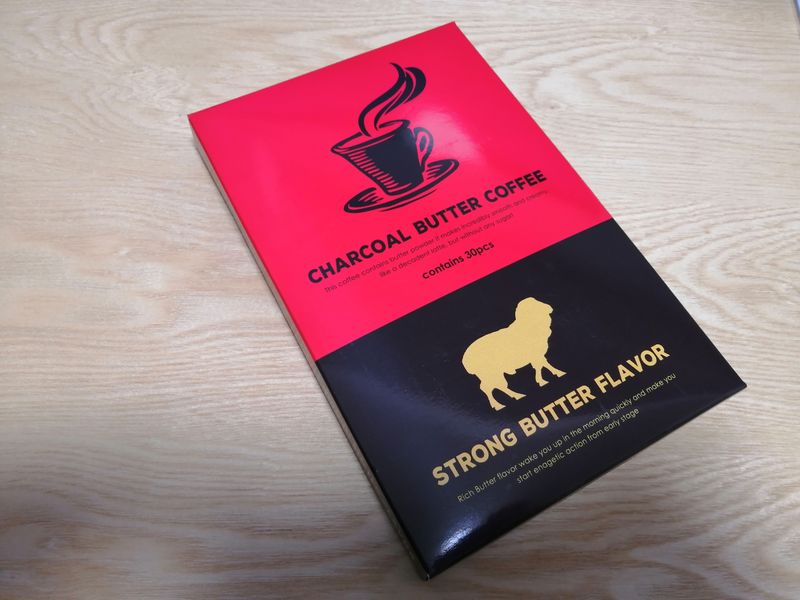 CHARCOAL BUTTER COFFEE
This coffee contains butter powder it makes incredibly smooth and creamy,
like a decadent latte, but without any sugar!
contains 30pcs
STRONG BUTTER FLAVOR
Rich Butter flavor wake you up in the morning quickly and make you
start enagetic action from early stage